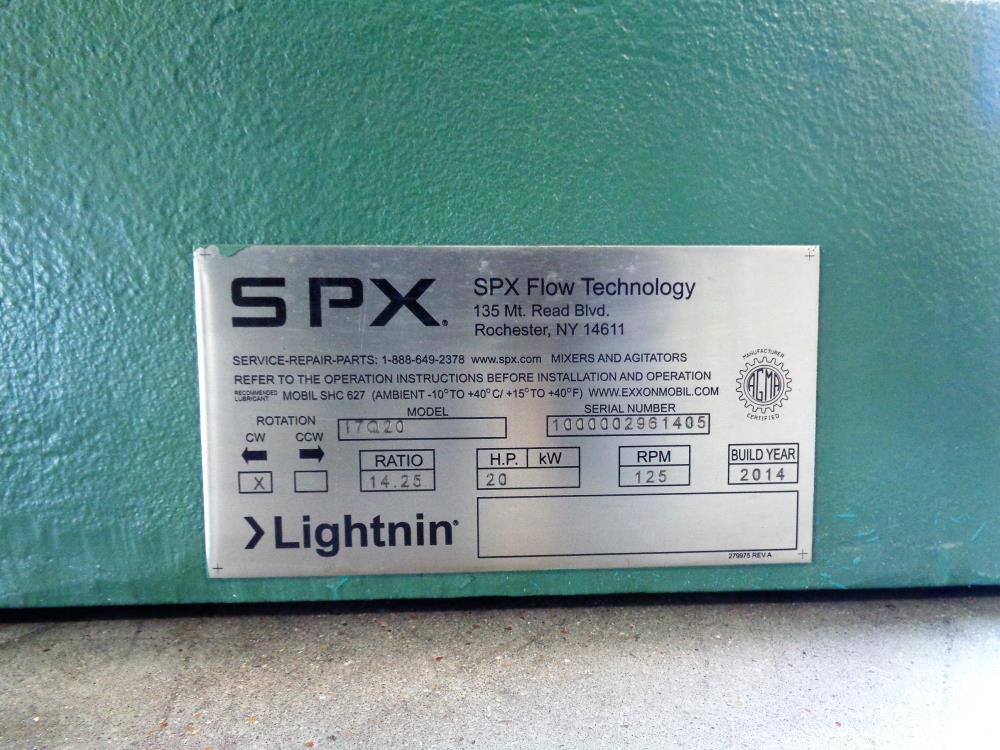 SPX®
SPX Flow Technology
135 Mt. Read Blvd.
Rochester, NY 14611
SERVICE-REPAIR-PARTS: 1-888-649-2378 www.spx.com MIXERS AND AGITATORS
REFER TO THE OPERATION INSTRUCTIONS BEFORE INSTALLATION AND OPERATION
RECOMMENDED LUBRICANT MOBIL SHC 627 (AMBIENT -10°TO +40°C/ +15°TO +40°F) WWW.EXXONMOBIL.COM
MANUFACTURER
AGMA
CERTIFIED
ROTATION
CW CCW
X
MODEL
17Q20
SERIAL NUMBER
1000002961405
RATIO
14.25
H.P. kW
20
RPM
125
BUILD YEAR
2014
Lightnin®
279975 REV A